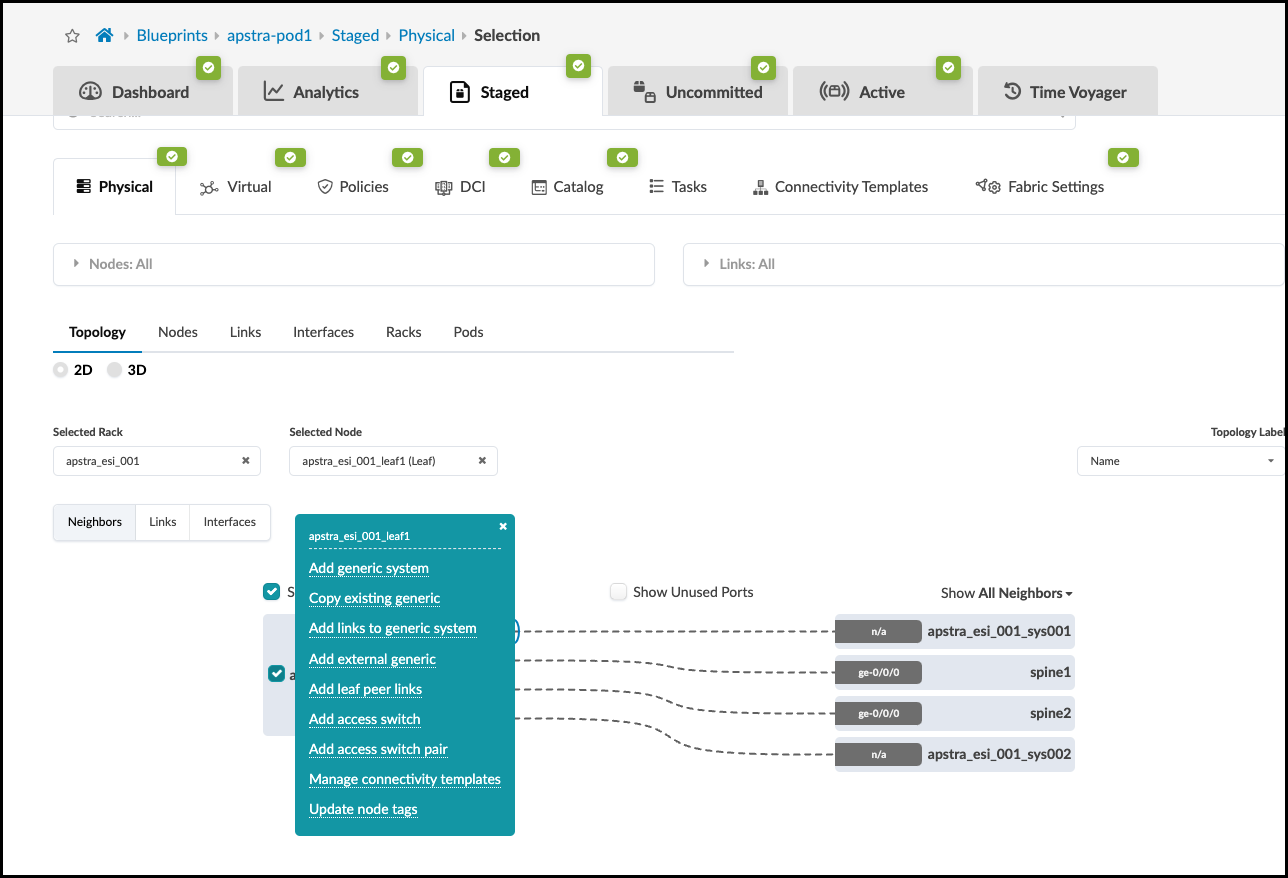 Blueprints apstra-pod1 Staged Physical Selection
Dashboard Analytics Staged Uncommitted Active Time Voyager
Physical Virtual Policies DCI Catalog Tasks Connectivity Templates Fabric Settings
Nodes: All Links: All
Topology Nodes Links Interfaces Racks Pods
2D 3D
Selected Rack Selected Node Topology Label
apstra_esi_001 apstra_esi_001_leaf1 (Leaf) Name
Neighbors Links Interfaces
apstra_esi_001_leaf1
Add generic system
Copy existing generic
Add links to generic system
Add external generic
Add leaf peer links
Add access switch
Add access switch pair
Manage connectivity templates
Update node tags
Show Unused Ports Show All Neighbors
n/a apstra_esi_001_sys001
ge-0/0/0 spine1
ge-0/0/0 spine2
n/a apstra_esi_001_sys002